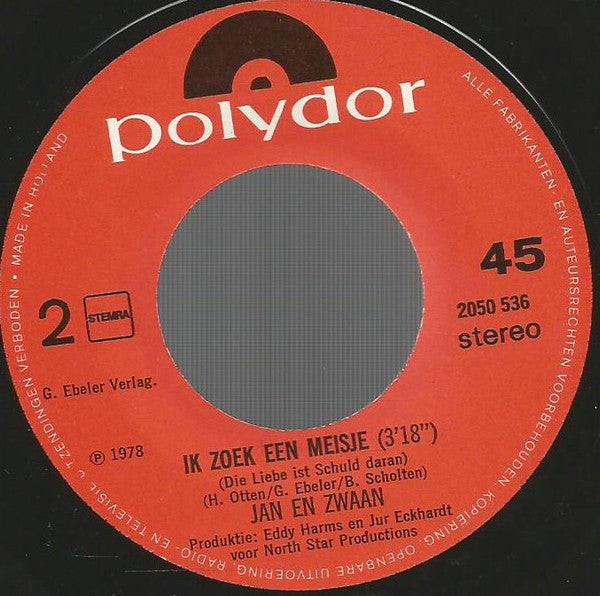 polydor
45
2050 536
stereo
2
STEMRA
G. Ebeler Verlag.
℗ 1978
IK ZOEK EEN MEISJE (3'18")
(Die Liebe ist Schuld daran)
(H. Otten/G. Ebeler/B. Scholten)
JAN EN ZWAAN
Produktie: Eddy Harms en Jur Eckhardt
voor North Star Productions
ALLE FABRIKANTEN- EN AUTEURSRECHTEN VOORBEHOUDEN. KOPIERING, OPENBARE UITVOERING, RADIO- EN TELEVISIE UITZENDINGEN VERBODEN • MADE IN HOLLAND